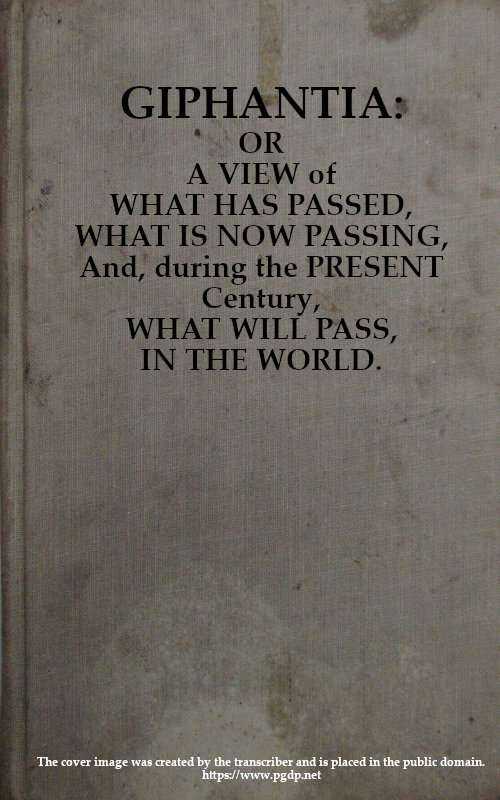 GIPHANTIA:
OR
A VIEW of
WHAT HAS PASSED,
WHAT IS NOW PASSING,
And, during the PRESENT
Century,
WHAT WILL PASS,
IN THE WORLD.
The cover image was created by the transcriber and is placed in the public domain.
https://www.pgdp.net